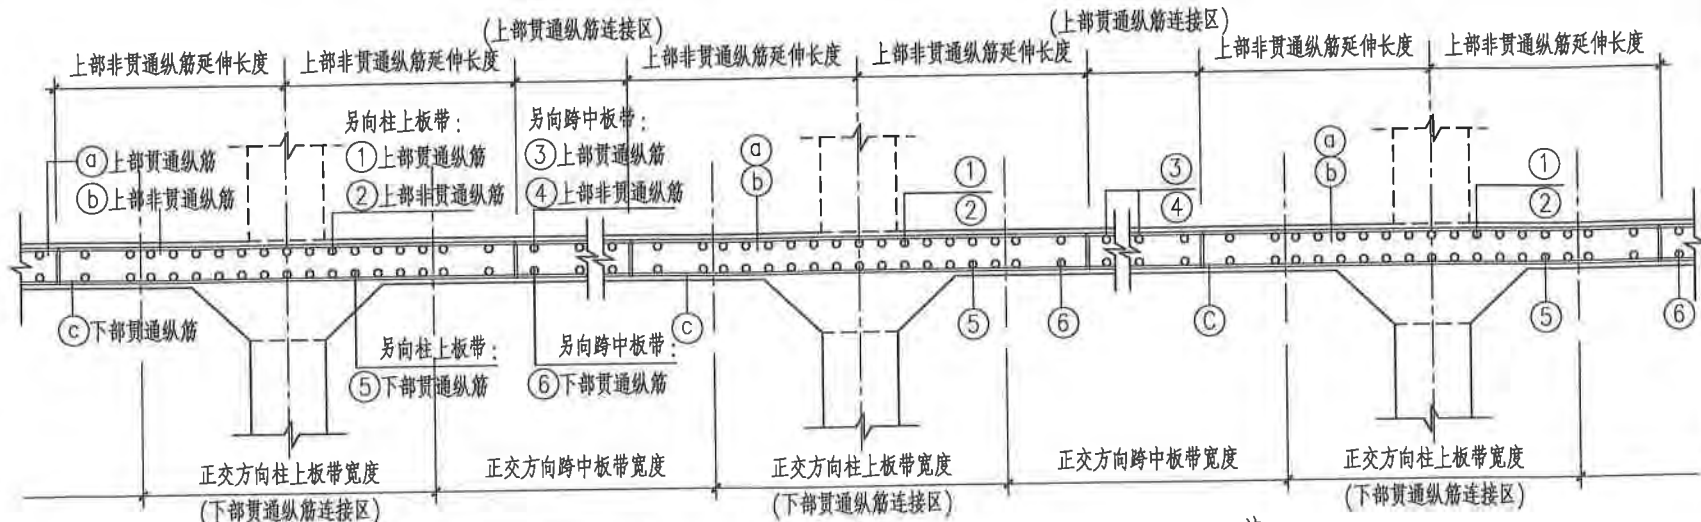 (上部贯通纵筋连接区)
(上部贯通纵筋连接区)
上部非贯通纵筋延伸长度
上部非贯通纵筋延伸长度
上部非贯通纵筋延伸长度
上部非贯通纵筋延伸长度
上部非贯通纵筋延伸长度
上部非贯通纵筋延伸长度
另向柱上板带:
①上部贯通纵筋
②上部非贯通纵筋
另向跨中板带:
③上部贯通纵筋
④上部非贯通纵筋
ⓐ上部贯通纵筋
ⓑ上部非贯通纵筋
ⓐ
ⓑ
①
②
③
④
ⓐ
ⓑ
①
②
ⓒ下部贯通纵筋
另向柱上板带:
⑤下部贯通纵筋
另向跨中板带:
⑥下部贯通纵筋
ⓒ
⑤
⑥
ⓒ
⑤
⑥
正交方向柱上板带宽度
(下部贯通纵筋连接区)
正交方向跨中板带宽度
正交方向柱上板带宽度
(下部贯通纵筋连接区)
正交方向跨中板带宽度
正交方向柱上板带宽度
(下部贯通纵筋连接区)